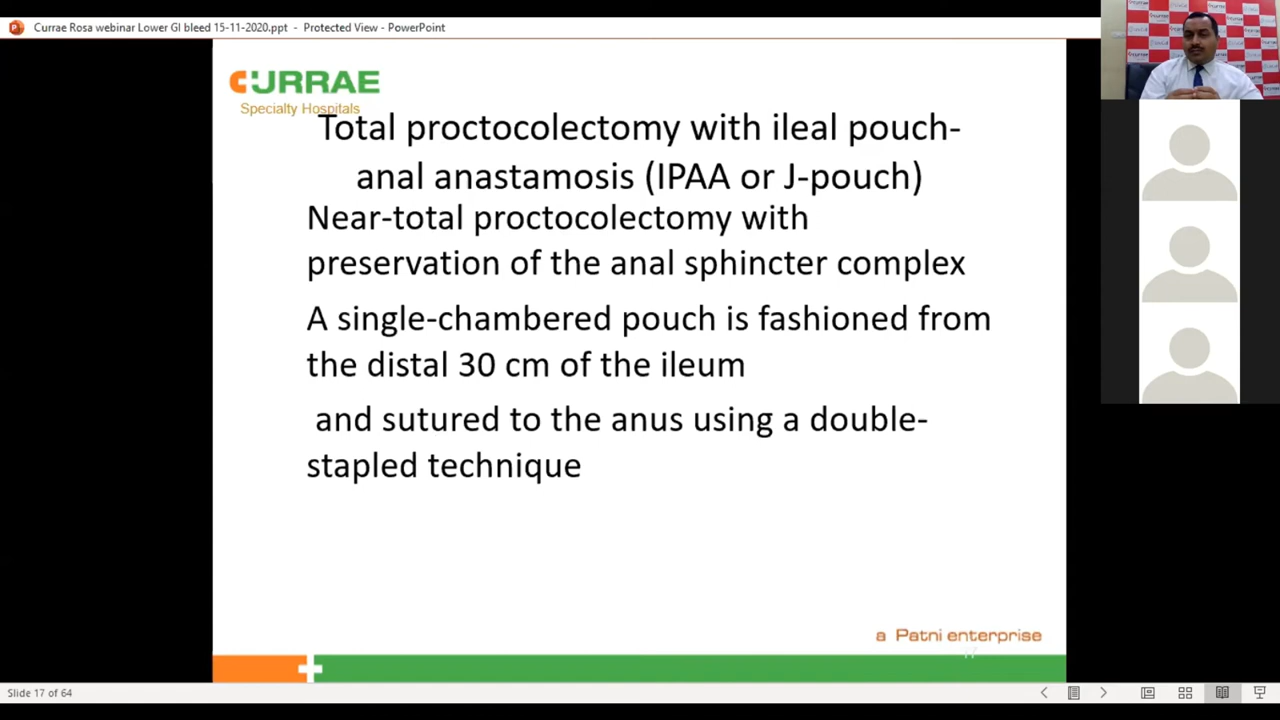 Currae Rosa webinar Lower GI bleed 15-11-2020.ppt - Protected View - PowerPoint
CURRAE
Specialty Hospitals
Total proctocolectomy with ileal pouch-
anal anastamosis (IPAA or J-pouch)
Near-total proctocolectomy with
preservation of the anal sphincter complex
A single-chambered pouch is fashioned from
the distal 30 cm of the ileum
and sutured to the anus using a double-
stapled technique
a Patni enterprise
17
Slide 17 of 64